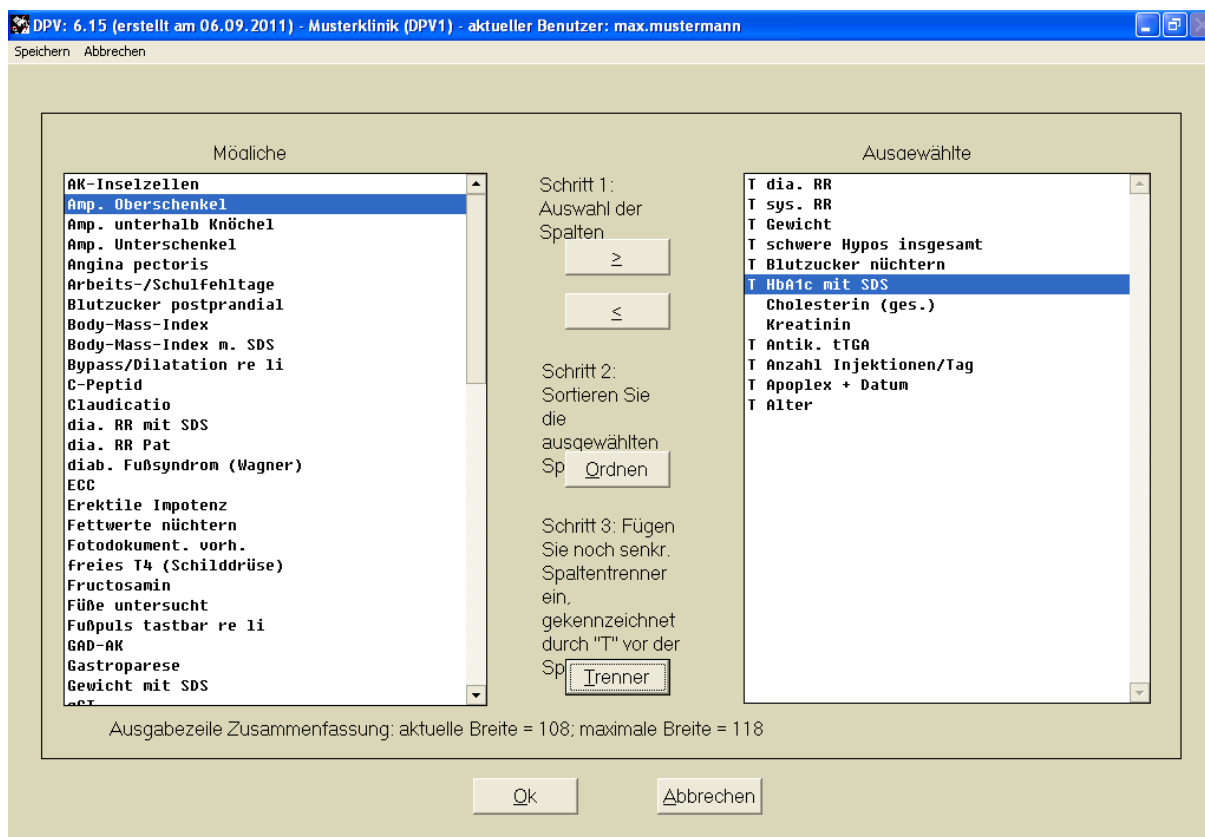 DPV: 6.15 (erstellt am 06.09.2011) - Musterklinik (DPV1) - aktueller Benutzer: max.mustermann
Speichern Abbrechen
Mögliche
AK-Inselzellen
Amp. Oberschenkel
Amp. unterhalb Knöchel
Amp. Unterschenkel
Angina pectoris
Arbeits-/Schulfehltage
Blutzucker postprandial
Body-Mass-Index
Body-Mass-Index m. SDS
Bypass/Dilatation re li
C-Peptid
Claudicatio
dia. RR mit SDS
dia. RR Pat
diab. Fußsyndrom (Wagner)
ECC
Erektile Impotenz
Fettwerte nüchtern
Fotodokument. vorh.
freies T4 (Schilddrüse)
Fructosamin
Füße untersucht
Fußpuls tastbar re li
GAD-AK
Gastroparese
Gewicht mit SDS
Schritt 1:
Auswahl der
Spalten
>
<
Schritt 2:
Sortieren Sie
die
ausgewählten
Sp
Ordnen
Schritt 3: Fügen
Sie noch senkr.
Spaltentrenner
ein,
gekennzeichnet
durch "T" vor der
Sp
Trenner
Ausgewählte
T dia. RR
T sys. RR
T Gewicht
T schwere Hypos insgesamt
T Blutzucker nüchtern
T HbA1c mit SDS
Cholesterin (ges.)
Kreatinin
T Antik. tTGA
T Anzahl Injektionen/Tag
T Apoplex + Datum
T Alter
Ausgabezeile Zusammenfassung: aktuelle Breite = 108; maximale Breite = 118
Ok
Abbrechen